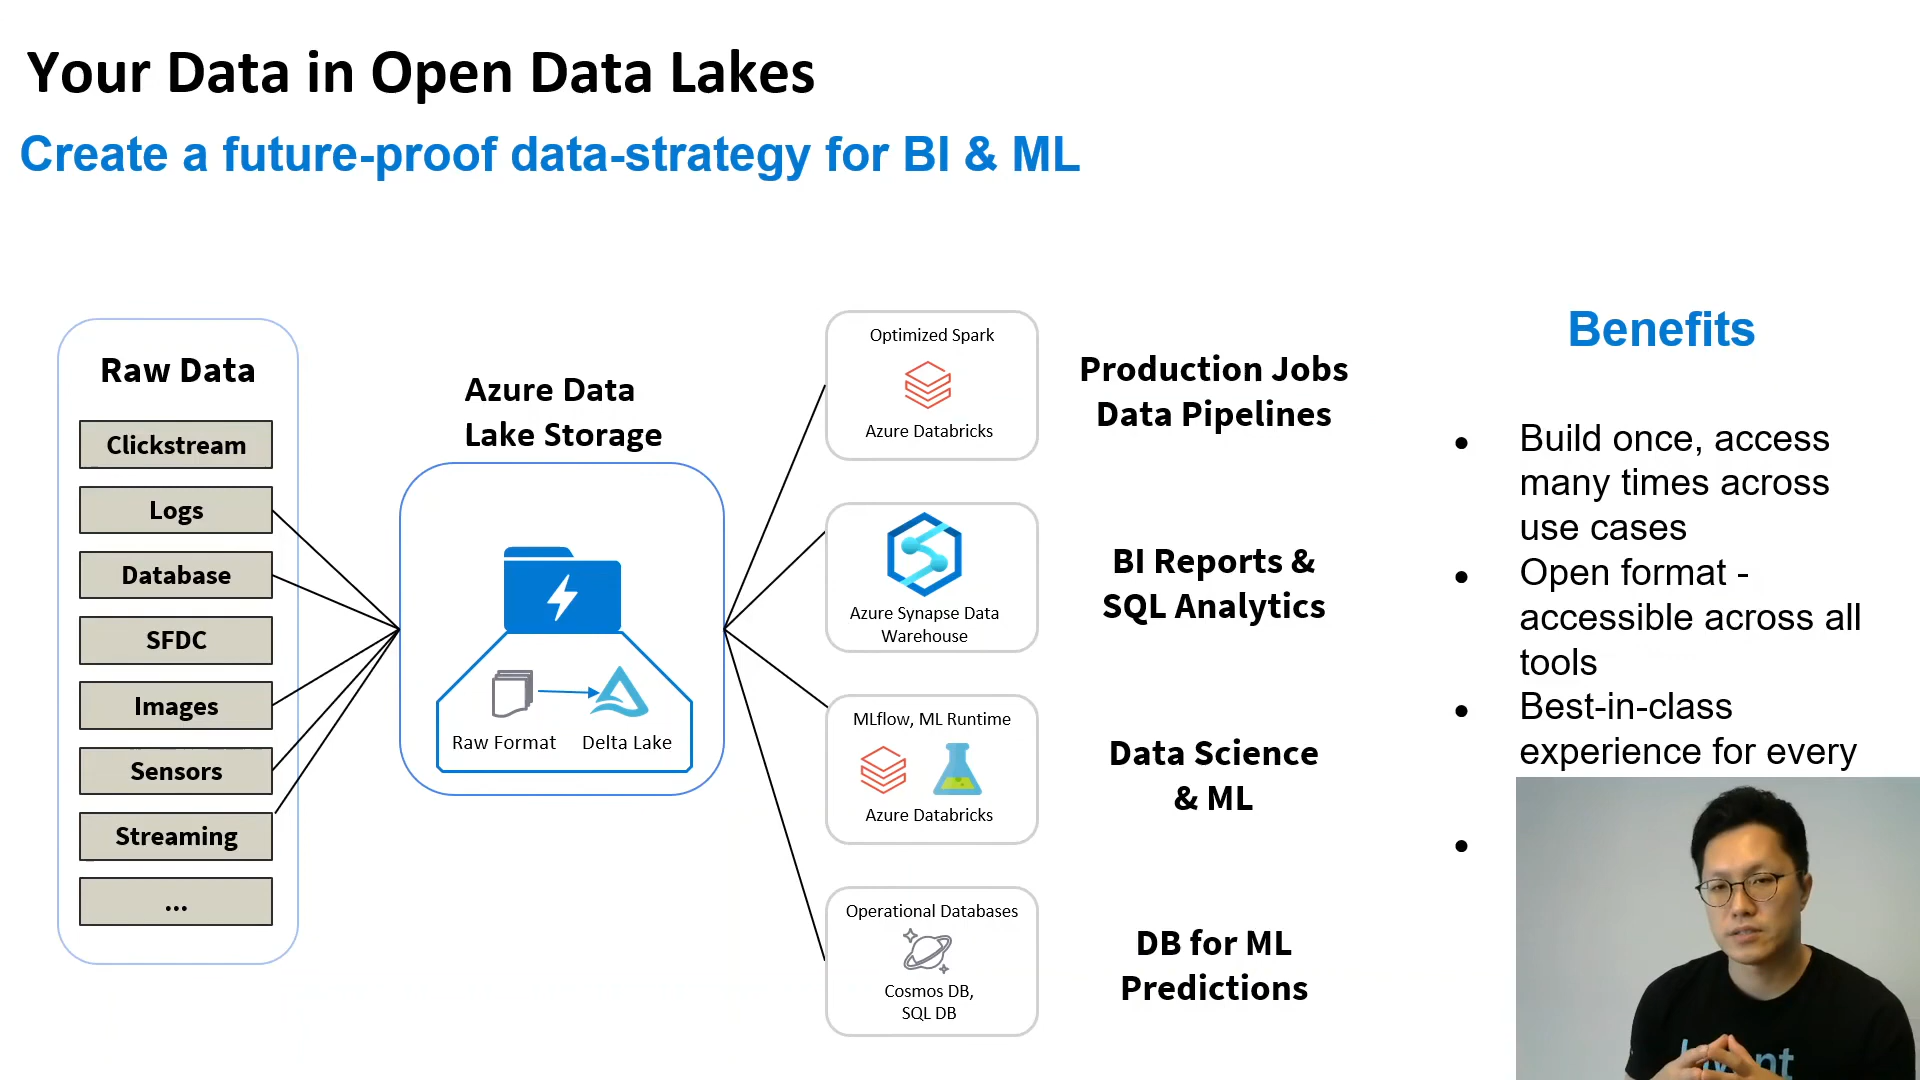 Your Data in Open Data Lakes
Create a future-proof data-strategy for BI & ML
Raw Data
Clickstream
Logs
Database
SFDC
Images
Sensors
Streaming
...
Azure Data
Lake Storage
Raw Format
Delta Lake
Optimized Spark
Azure Databricks
Production Jobs
Data Pipelines
Azure Synapse Data
Warehouse
BI Reports &
SQL Analytics
MLflow, ML Runtime
Azure Databricks
Data Science
& ML
Operational Databases
Cosmos DB,
SQL DB
DB for ML
Predictions
Benefits
• Build once, access
many times across
use cases
• Open format -
accessible across all
tools
• Best-in-class
experience for every
•